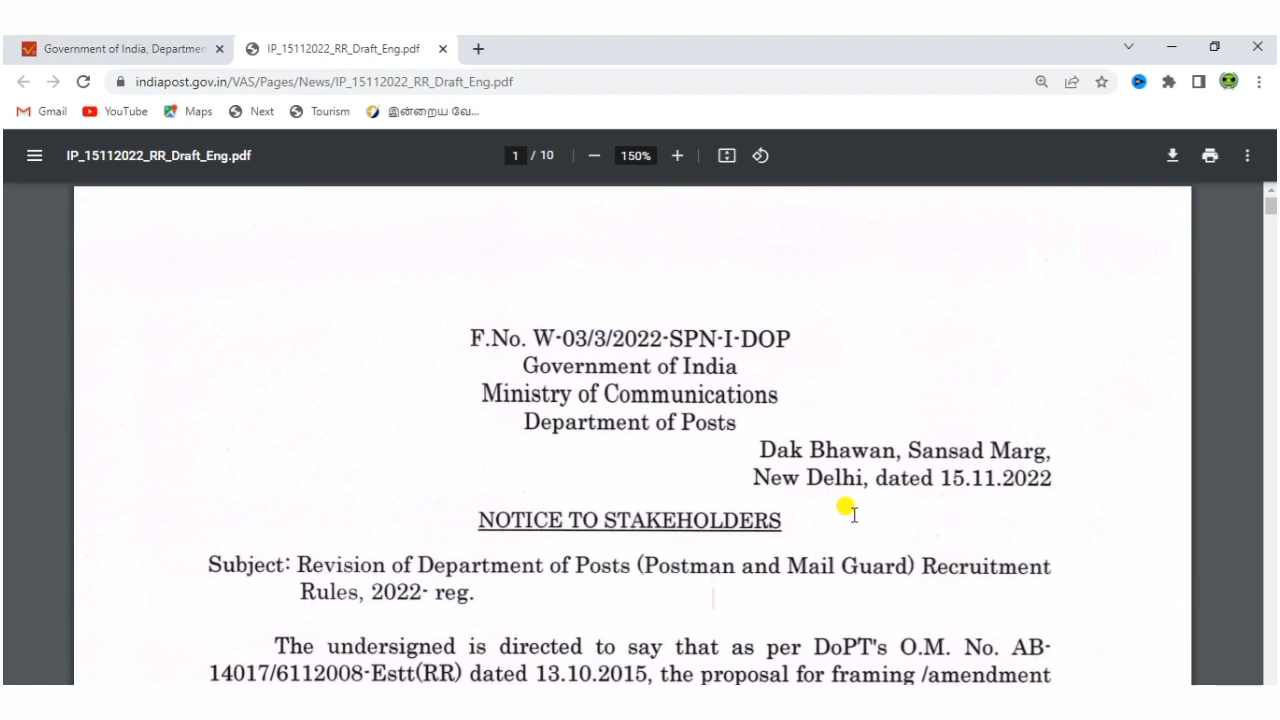 Government of India, Departmen
IP_15112022_RR_Draft_Eng.pdf
indiapost.gov.in/VAS/Pages/News/IP_15112022_RR_Draft_Eng.pdf
Gmail YouTube Maps Next Tourism இன்றைய வே...
IP_15112022_RR_Draft_Eng.pdf 1 / 10 150%
F.No. W-03/3/2022-SPN-I-DOP
Government of India
Ministry of Communications
Department of Posts
Dak Bhawan, Sansad Marg,
New Delhi, dated 15.11.2022
NOTICE TO STAKEHOLDERS
Subject: Revision of Department of Posts (Postman and Mail Guard) Recruitment
Rules, 2022- reg.
The undersigned is directed to say that as per DoPT's O.M. No. AB-
14017/6112008-Estt(RR) dated 13.10.2015, the proposal for framing /amendment